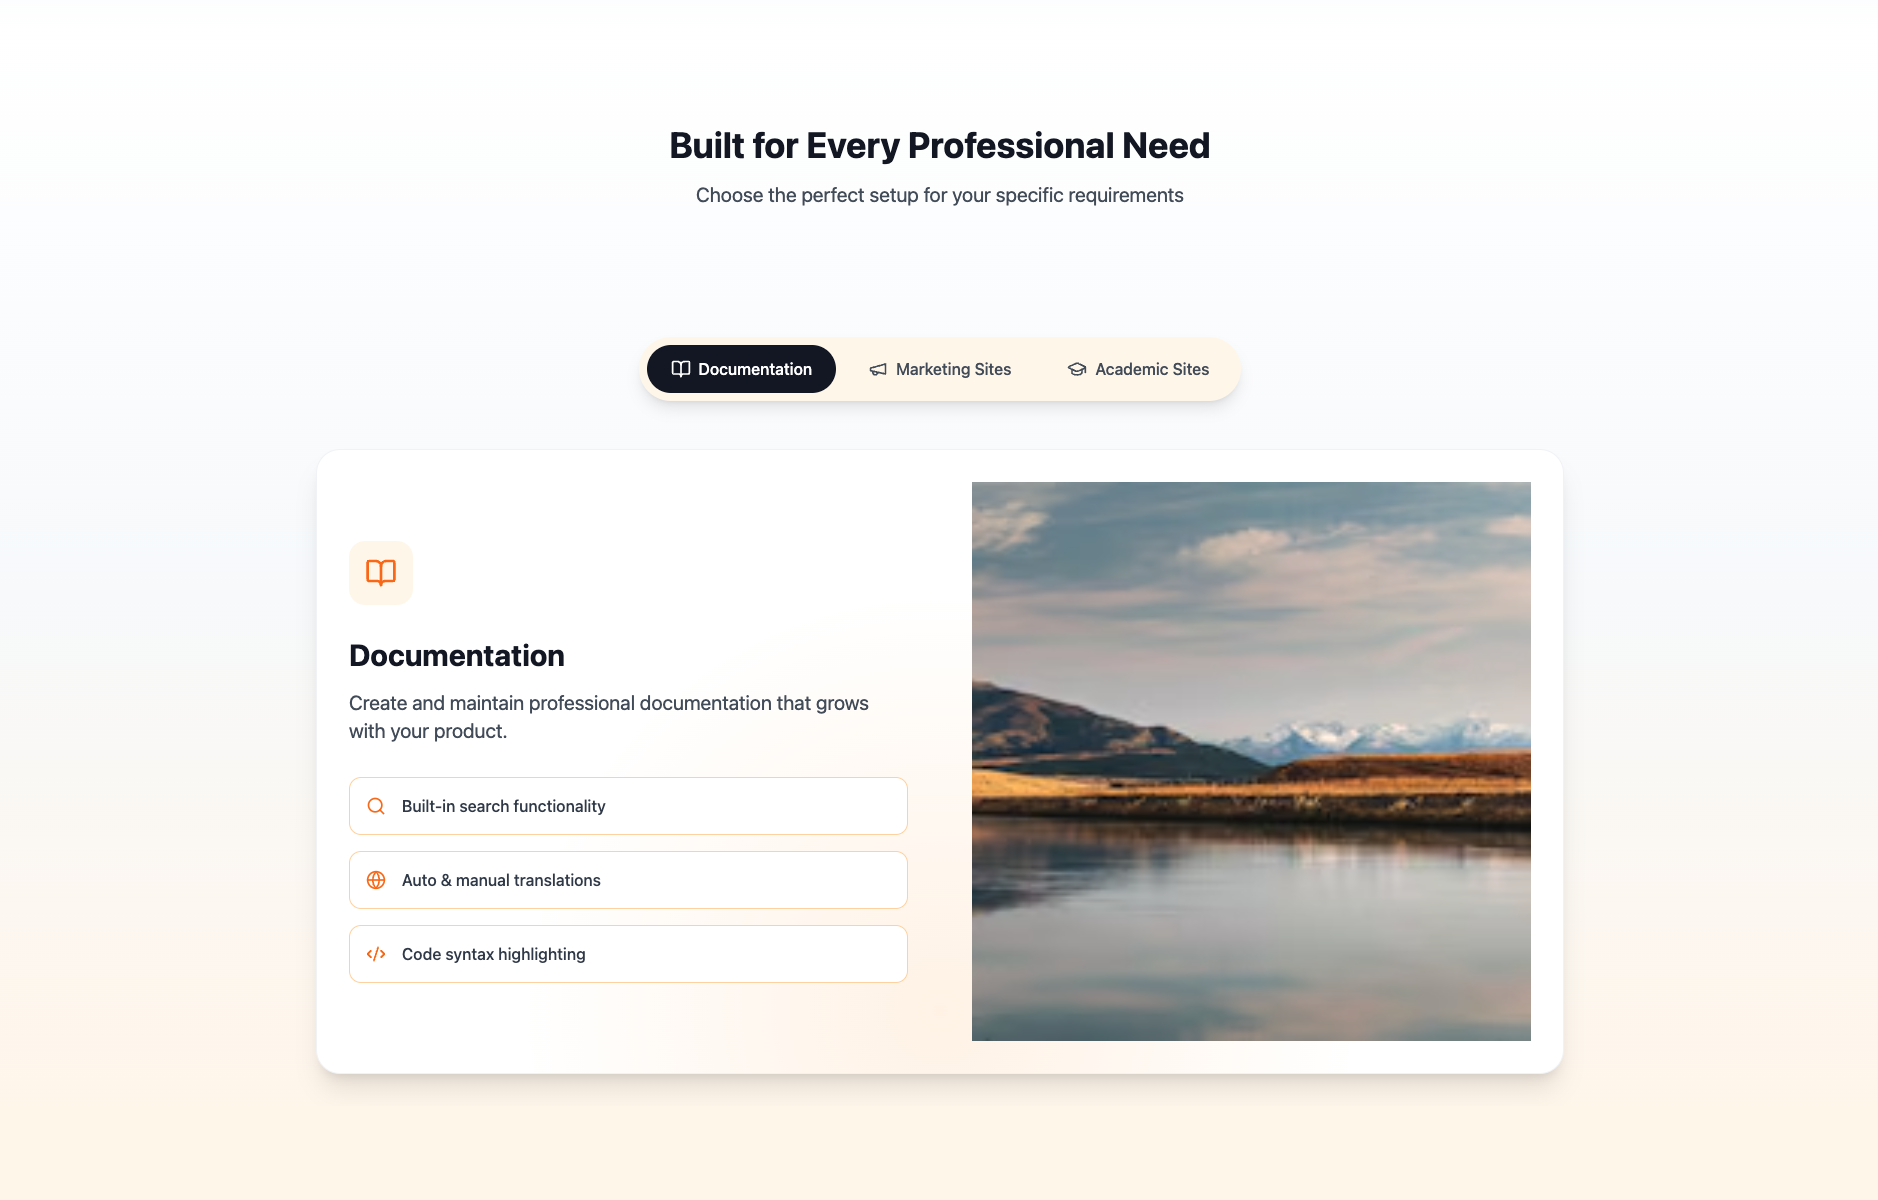 Built for Every Professional Need
Choose the perfect setup for your specific requirements
Documentation
Marketing Sites
Academic Sites
Documentation
Create and maintain professional documentation that grows
with your product.
Built-in search functionality
Auto & manual translations
Code syntax highlighting